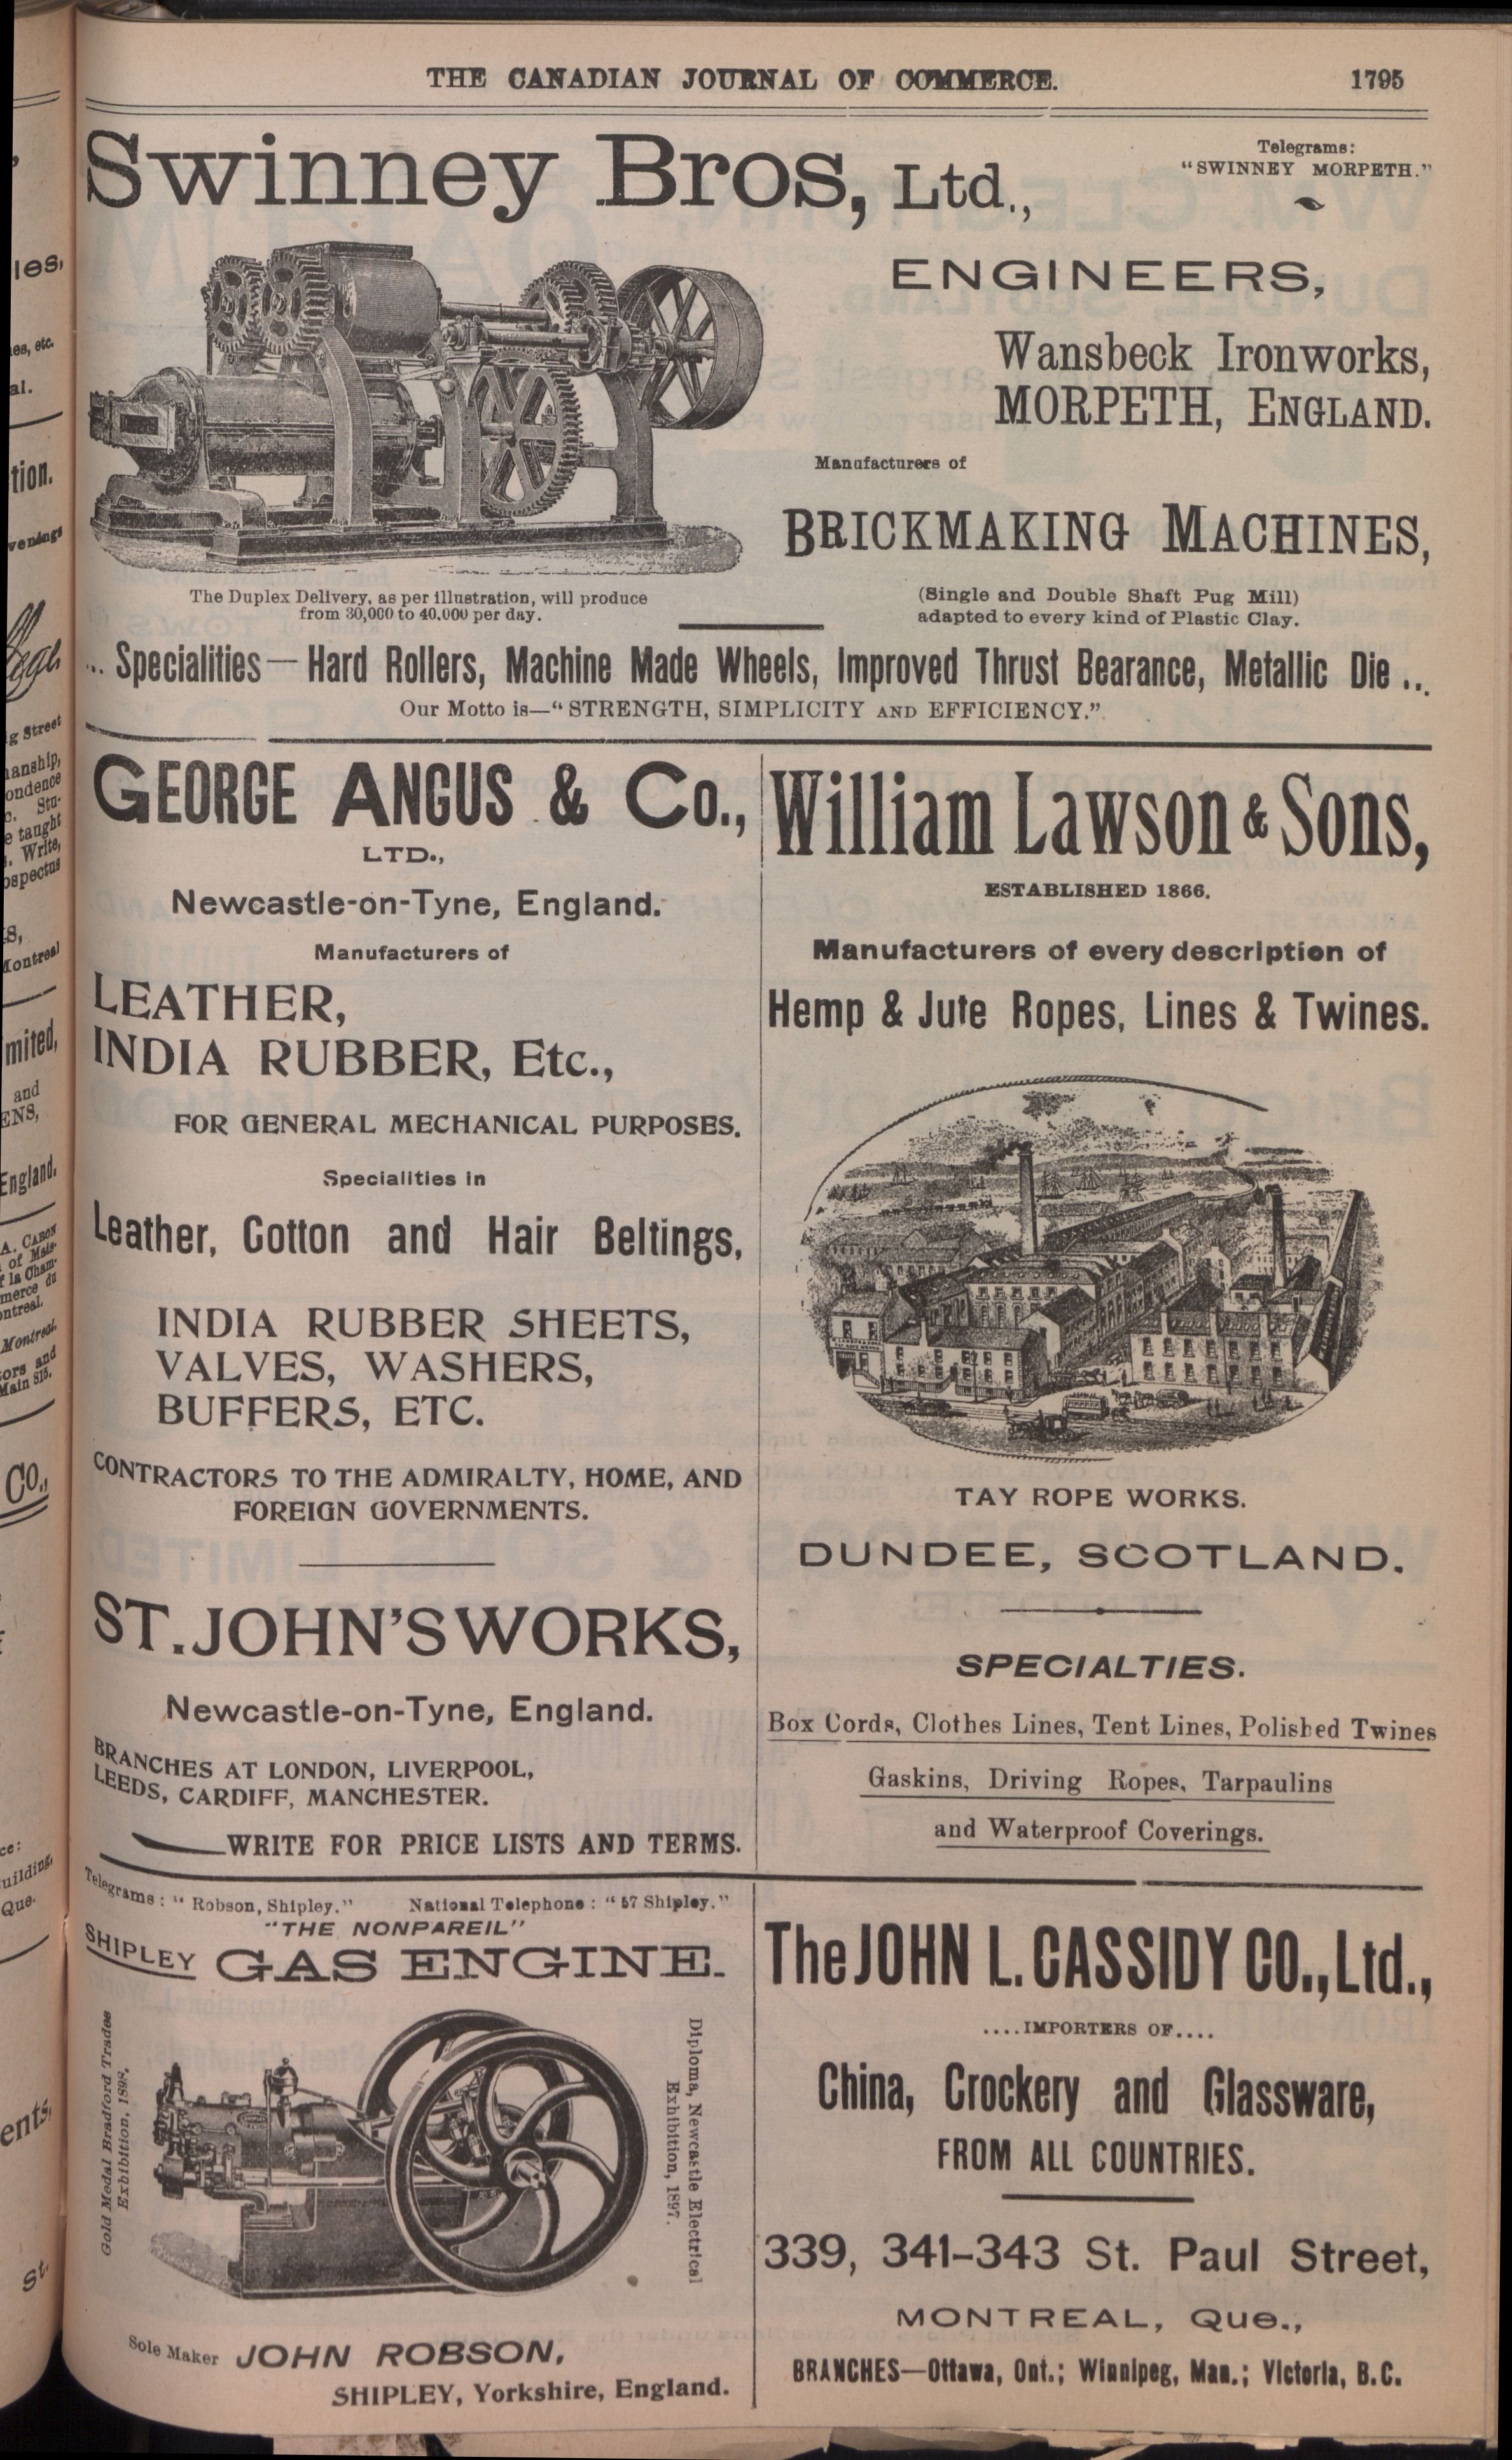 THE CANADIAN JOURNAL OF COMMERCE. 1795
Swinney Bros, Ltd.,
Telegrams:
"SWINNEY MORPETH."
ENGINEERS,
Wansbeck Ironworks,
MORPETH, ENGLAND.
Manufacturers of
BRICKMAKING MACHINES,
(Single and Double Shaft Pug Mill)
adapted to every kind of Plastic Clay.
The Duplex Delivery, as per illustration, will produce
from 30,000 to 40,000 per day.
... Specialities—Hard Rollers, Machine Made Wheels, Improved Thrust Bearance, Metallic Die ...
Our Motto is—"STRENGTH, SIMPLICITY AND EFFICIENCY."
GEORGE ANGUS & Co.,
LTD.,
Newcastle-on-Tyne, England.
Manufacturers of
LEATHER,
INDIA RUBBER, Etc.,
FOR GENERAL MECHANICAL PURPOSES.
Specialities in
Leather, Cotton and Hair Beltings,
INDIA RUBBER SHEETS,
VALVES, WASHERS,
BUFFERS, ETC.
CONTRACTORS TO THE ADMIRALTY, HOME, AND
FOREIGN GOVERNMENTS.
ST. JOHN'S WORKS,
Newcastle-on-Tyne, England.
BRANCHES AT LONDON, LIVERPOOL,
LEEDS, CARDIFF, MANCHESTER.
WRITE FOR PRICE LISTS AND TERMS.
William Lawson & Sons,
ESTABLISHED 1866.
Manufacturers of every description of
Hemp & Jute Ropes, Lines & Twines.
TAY ROPE WORKS.
DUNDEE, SCOTLAND.
SPECIALTIES.
Box Cords, Clothes Lines, Tent Lines, Polished Twines
Gaskins, Driving Ropes, Tarpaulins
and Waterproof Coverings.
Telegrams: "Robson, Shipley." National Telephone: "57 Shipley."
"THE NONPAREIL"
SHIPLEY GAS ENGINE.
Gold Medal Bradford Trades
Exhibition, 1898.
Diploma, Newcastle Electrical
Exhibition, 1897.
Sole Maker JOHN ROBSON,
SHIPLEY, Yorkshire, England.
The JOHN L. CASSIDY CO., Ltd.,
....IMPORTERS OF....
China, Crockery and Glassware,
FROM ALL COUNTRIES.
339, 341-343 St. Paul Street,
MONTREAL, Que.,
BRANCHES—Ottawa, Ont.; Winnipeg, Man.; Victoria, B.C.